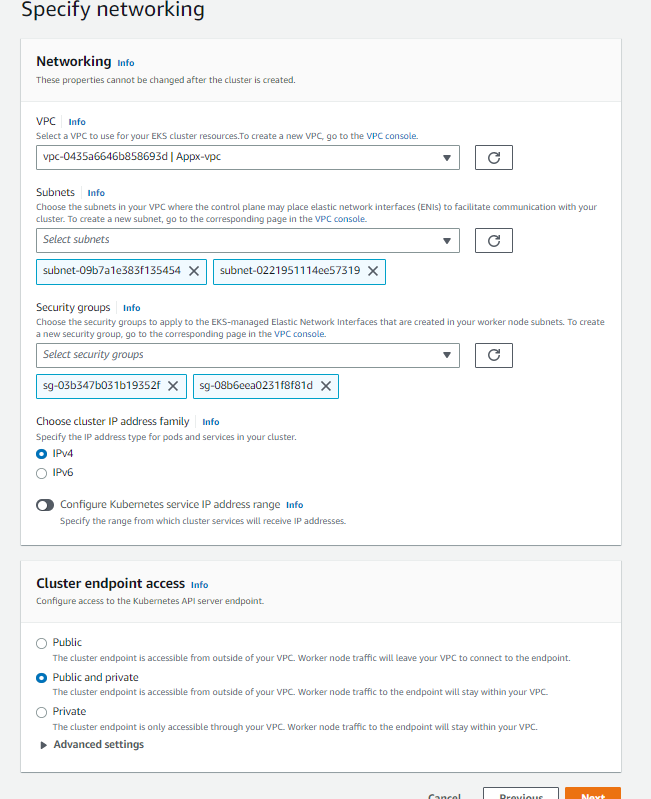 Specify networking
Networking Info
These properties cannot be changed after the cluster is created.
VPC Info
Select a VPC to use for your EKS cluster resources.To create a new VPC, go to the VPC console.
vpc-0435a6646b858693d | Appx-vpc
Subnets Info
Choose the subnets in your VPC where the control plane may place elastic network interfaces (ENIs) to facilitate communication with your
cluster. To create a new subnet, go to the corresponding page in the VPC console.
Select subnets
subnet-09b7a1e383f135454 subnet-0221951114ee57319
Security groups Info
Choose the security groups to apply to the EKS-managed Elastic Network Interfaces that are created in your worker node subnets. To create
a new security group, go to the corresponding page in the VPC console.
Select security groups
sg-03b347b031b19352f sg-08b6eea0231f8f81d
Choose cluster IP address family Info
Specify the IP address type for pods and services in your cluster.
IPv4
IPv6
Configure Kubernetes service IP address range Info
Specify the range from which cluster services will receive IP addresses.
Cluster endpoint access Info
Configure access to the Kubernetes API server endpoint.
Public
The cluster endpoint is accessible from outside of your VPC. Worker node traffic will leave your VPC to connect to the endpoint.
Public and private
The cluster endpoint is accessible from outside of your VPC. Worker node traffic to the endpoint will stay within your VPC.
Private
The cluster endpoint is only accessible through your VPC. Worker node traffic to the endpoint will stay within your VPC.
Advanced settings
Cancel Previous Next